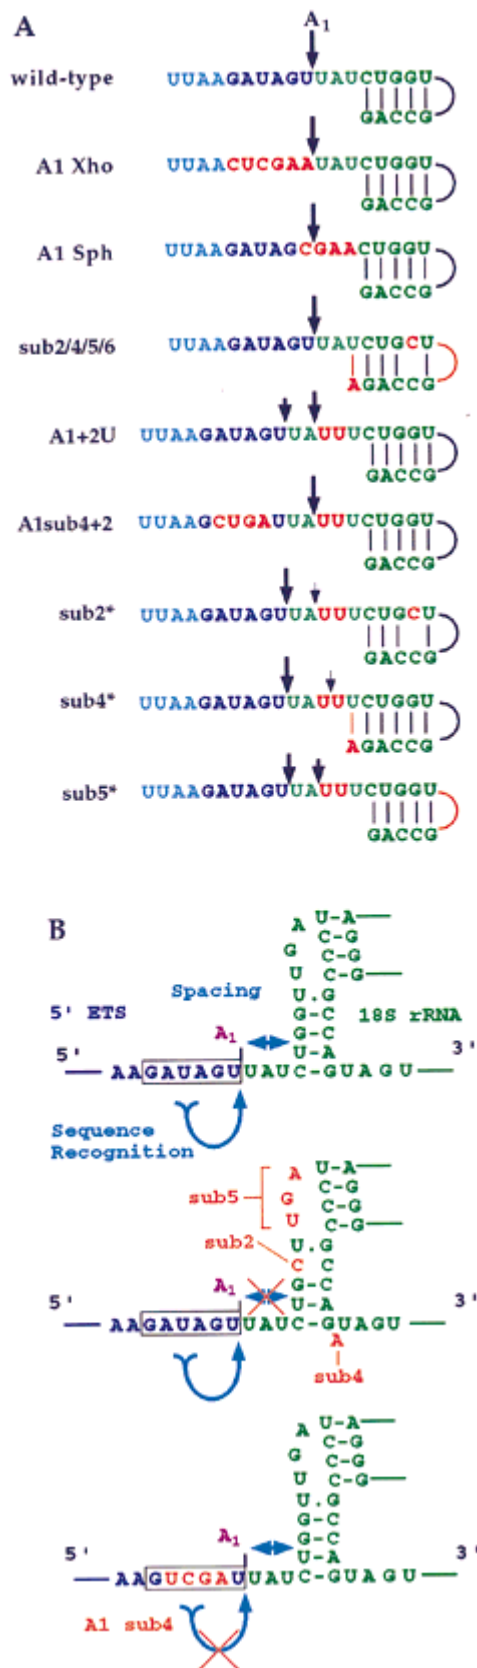 A
A1
wild-type UUAAGAUAGUUAUCUGGU
GACCG
A1 Xho UUAACUCGAAUAUCUGGU
GACCG
A1 Sph UUAAGAUAGCGAACUGGU
GACCG
sub2/4/5/6 UUAAGAUAGUUAUCUGCU
AGACCG
A1+2U UUAAGAUAGUUAUUUCUGGU
GACCG
A1sub4+2 UUAAGCUGAUUAUUUCUGGU
GACCG
sub2* UUAAGAUAGUUAUUUCUGCU
GACCG
sub4* UUAAGAUAGUUAUUUCUGGU
AGACCG
sub5* UUAAGAUAGUUAUUUCUGGU
GACCG
B
U-A
A C-G
G C-G
U C-G
Spacing
U U.G
5' ETS
G C
18S rRNA
A1
G C
5'
U-A
3'
AAGAUAGUUAUC-GUAGU
Sequence
Recognition
U-A
A C-G
sub5
G C-G
U C-G
sub2
U U.G
C C
A1
G C
5'
U-A
3'
AAGAUAGUUAUC-GUAGU
A
sub4
U-A
A C-G
G C-G
U C-G
U U.G
G C
A1
G C
5'
U-A
3'
AAGUCGAUUAUC-GUAGU
A1 sub4